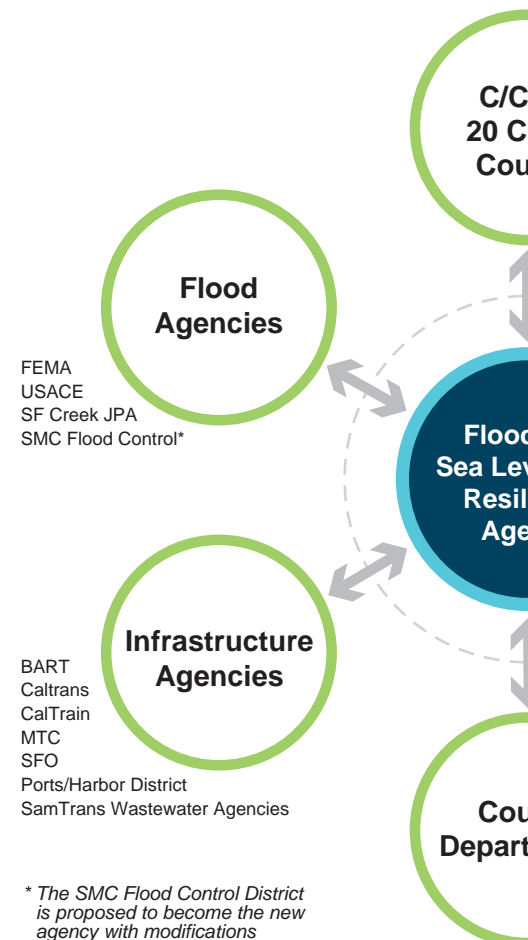 C/C
20 C
Cou
Flood
Agencies
FEMA
USACE
SF Creek JPA
SMC Flood Control*
Flood
Sea Lev
Resil
Age
Infrastructure
Agencies
BART
Caltrans
CalTrain
MTC
SFO
Ports/Harbor District
SamTrans Wastewater Agencies
Cou
Depart
* The SMC Flood Control District
is proposed to become the new
agency with modifications